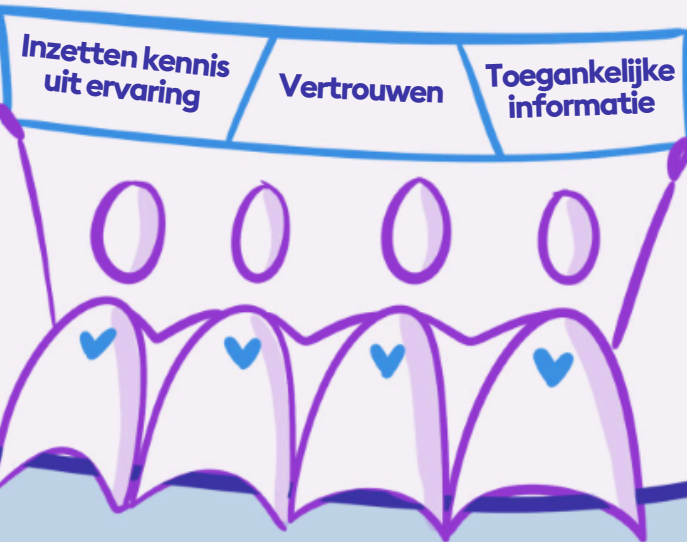 Inzetten kennis
uit ervaring
Vertrouwen
Toegankelijke
informatie